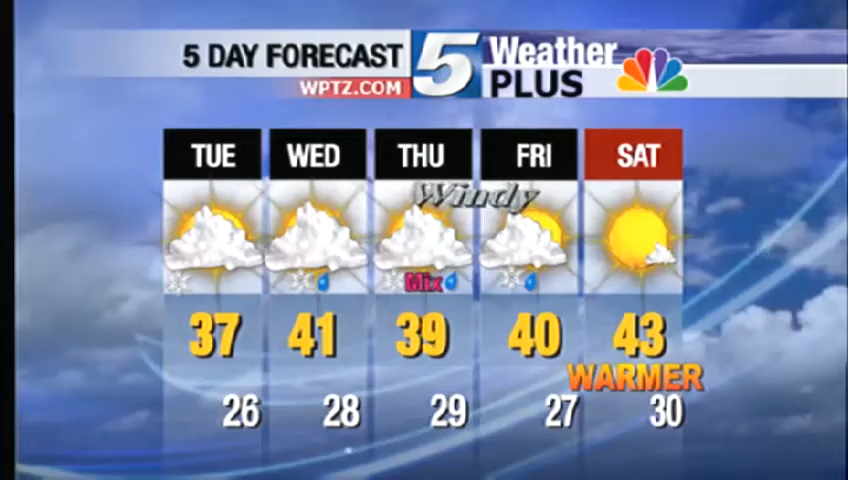 5 DAY FORECAST
WPTZ.COM
5
Weather
PLUS
TUE WED THU FRI SAT
Windy
Mix
37 41 39 40 43
WARMER
26 28 29 27 30